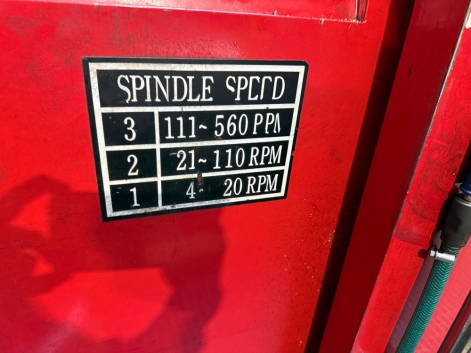 SPINDLE SPEED
3 111~560 RPM
2 21~110 RPM
1 4~ 20 RPM